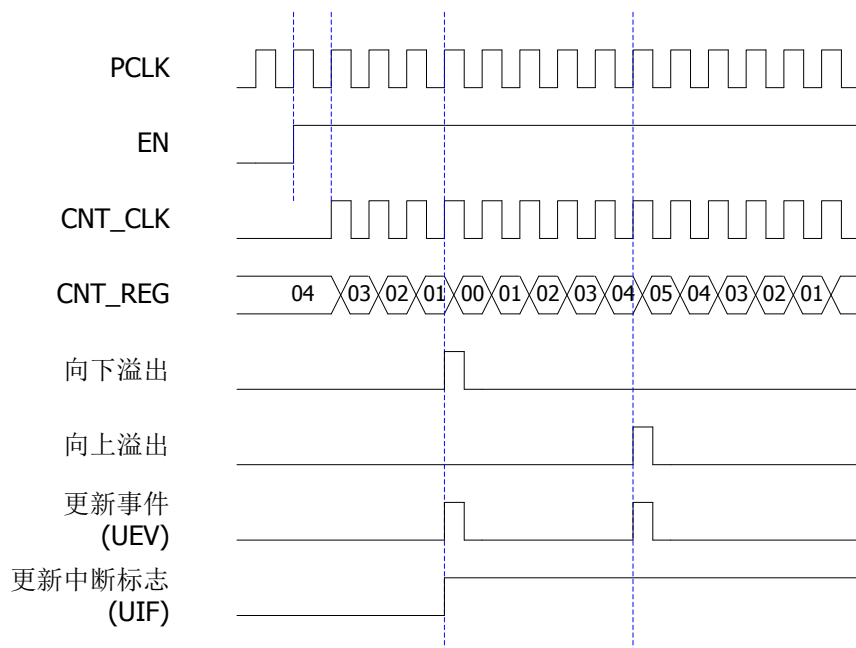 PCLK
EN
CNT_CLK
CNT_REG 04 03 02 01 00 01 02 03 04 05 04 03 02 01
向下溢出
向上溢出
更新事件
(UEV)
更新中断标志
(UIF)